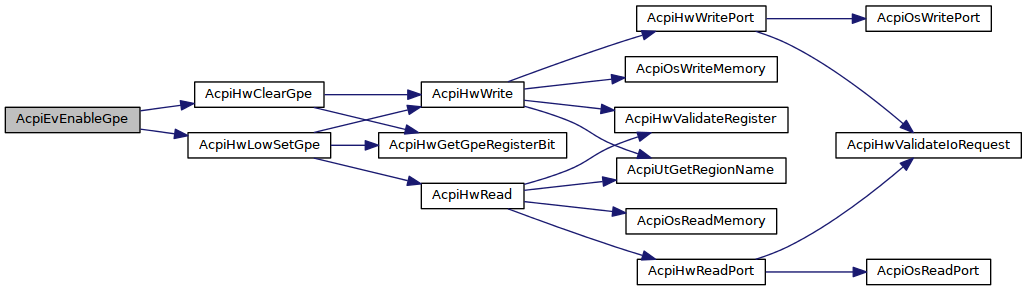 AcpiEvEnableGpe
AcpiHwClearGpe
AcpiHwLowSetGpe
AcpiHwWrite
AcpiHwGetGpeRegisterBit
AcpiHwRead
AcpiHwWritePort
AcpiOsWriteMemory
AcpiHwValidateRegister
AcpiUtGetRegionName
AcpiOsReadMemory
AcpiHwReadPort
AcpiOsWritePort
AcpiHwValidateIoRequest
AcpiOsReadPort